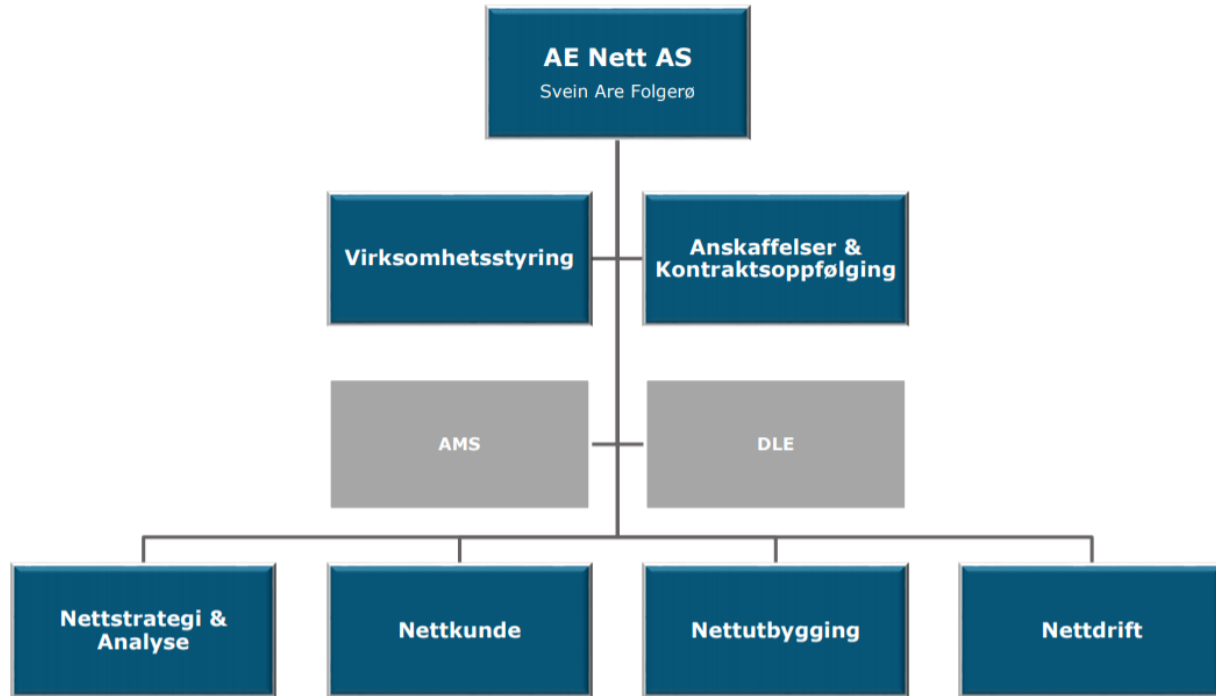 AE Nett AS
Svein Are Folgerø
Virksomhetsstyring
Anskaffelser &
Kontraktsoppfølging
AMS
DLE
Nettstrategi &
Analyse
Nettkunde
Nettutbygging
Nettdrift